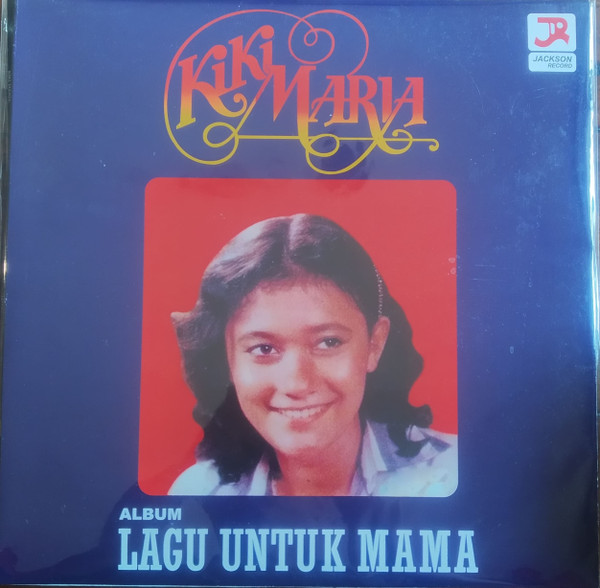 KiKi MARIA
JR
JACKSON
RECORD
ALBUM
LAGU UNTUK MAMA